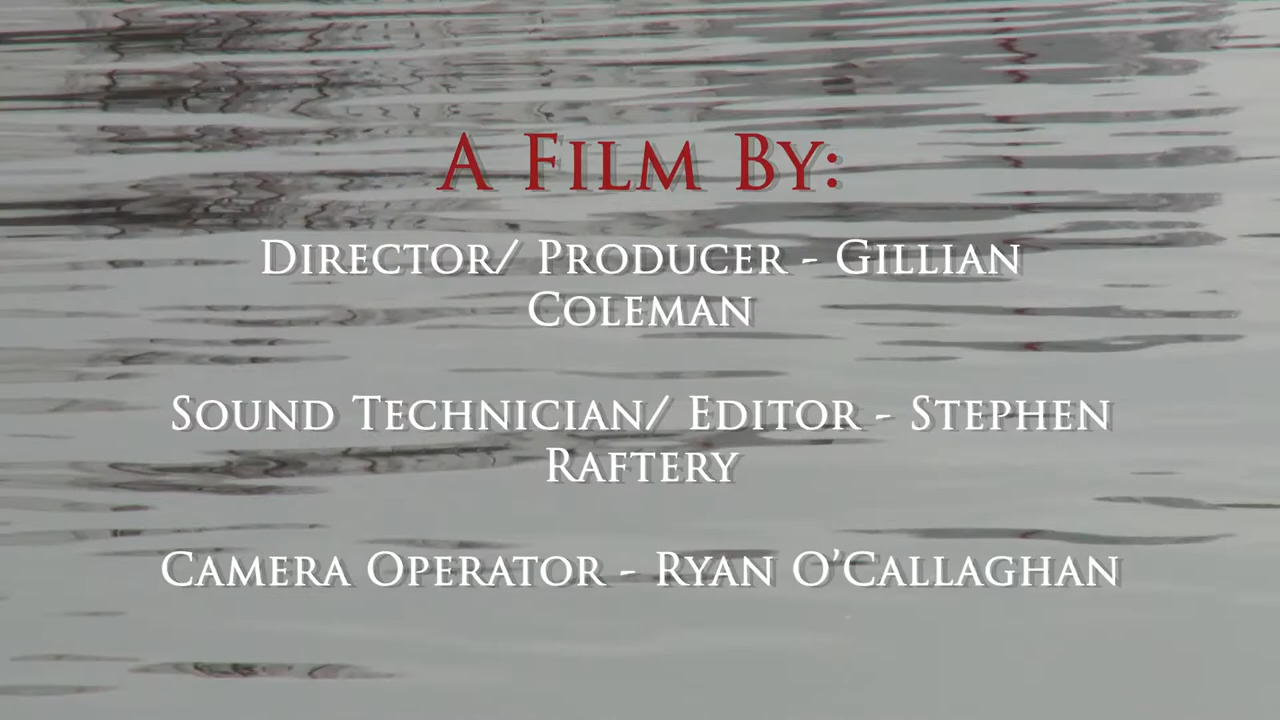 A Film By:
Director/ Producer - Gillian
Coleman
Sound Technician/ Editor - Stephen
Raftery
Camera Operator - Ryan O’Callaghan